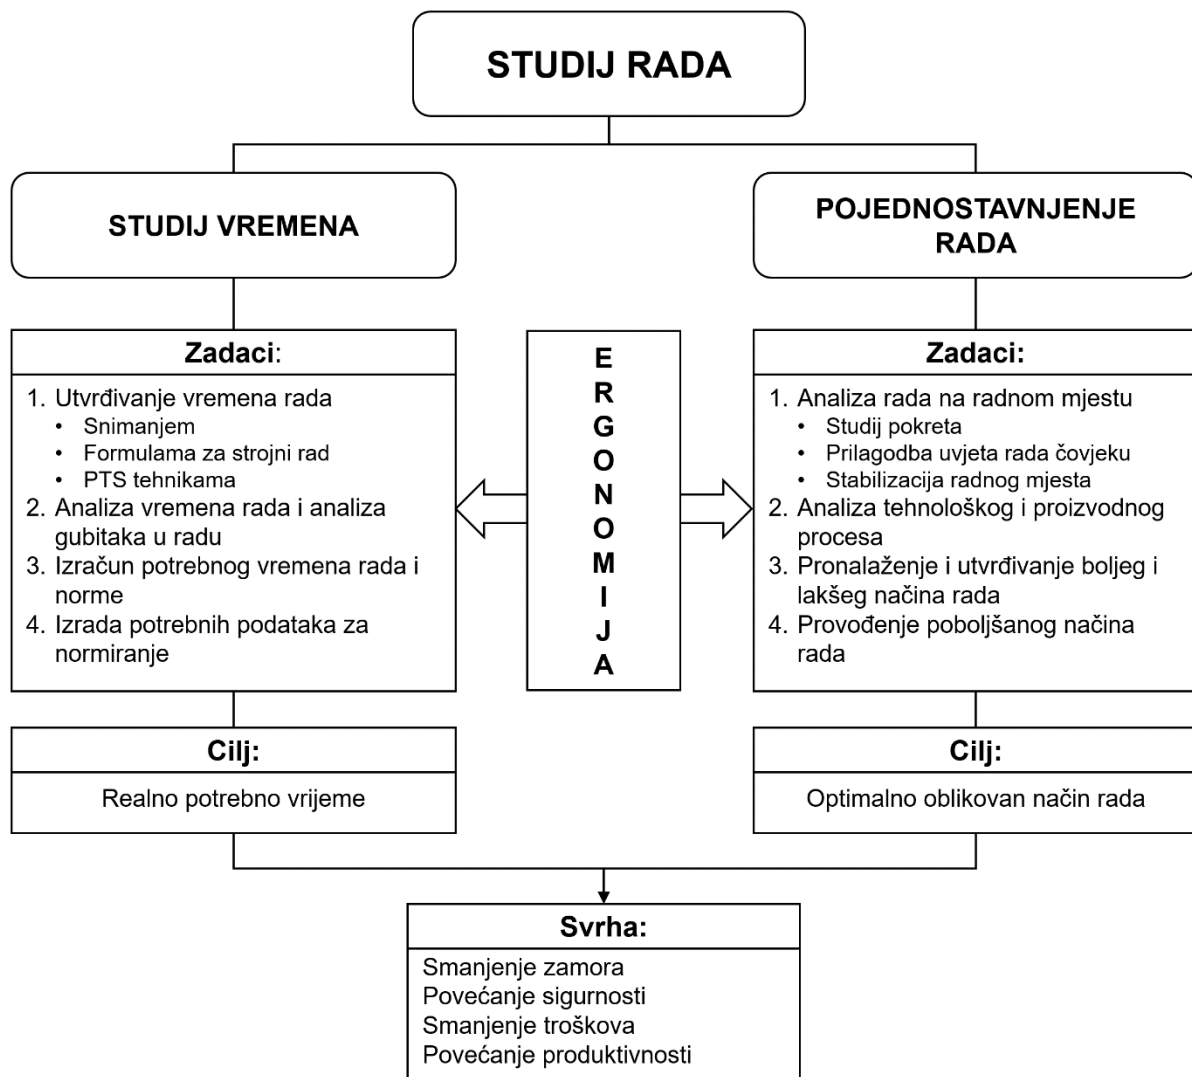 STUDIJ RADA
STUDIJ VREMENA
Zadaci:
1. Utvrđivanje vremena rada
• Snimanjem
• Formulama za strojni rad
• PTS tehnikama
2. Analiza vremena rada i analiza
gubitaka u radu
3. Izračun potrebnog vremena rada i
norme
4. Izrada potrebnih podataka za
normiranje
Cilj:
Realno potrebno vrijeme
E
R
G
O
N
O
M
I
J
A
POJEDNOSTAVNJENJE
RADA
Zadaci:
1. Analiza rada na radnom mjestu
• Studij pokreta
• Prilagodba uvjeta rada čovjeku
• Stabilizacija radnog mjesta
2. Analiza tehnološkog i proizvodnog
procesa
3. Pronalaženje i utvrđivanje boljeg i
lakšeg načina rada
4. Provođenje poboljšanog načina
rada
Cilj:
Optimalno oblikovan način rada
Svrha:
Smanjenje zamora
Povećanje sigurnosti
Smanjenje troškova
Povećanje produktivnosti